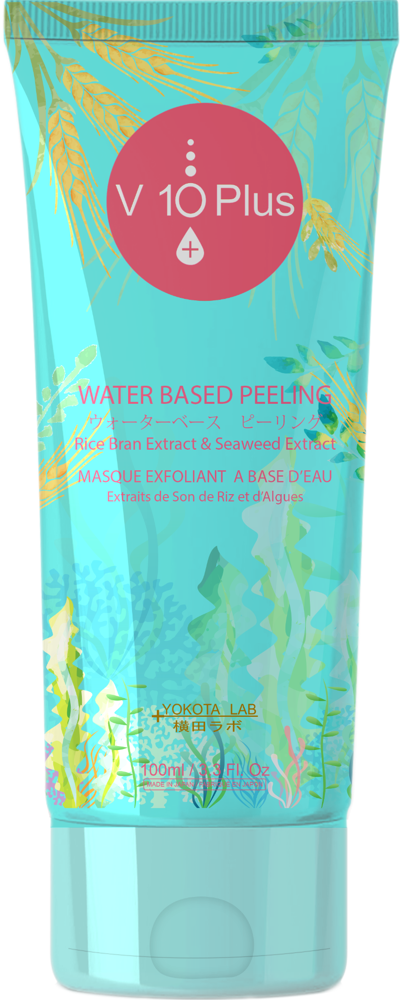 V 10 Plus
WATER BASED PEELING
ウォーターベース ピーリング
Rice Bran Extract & Seaweed Extract
MASQUE EXFOLIANT A BASE D'EAU
Extraits de Son de Riz et d'Algues
YOKOTA LAB
横田ラボ
100ml / 3.3 Fl. Oz
MADE IN JAPAN / FABRIQUÉ EN JAPON